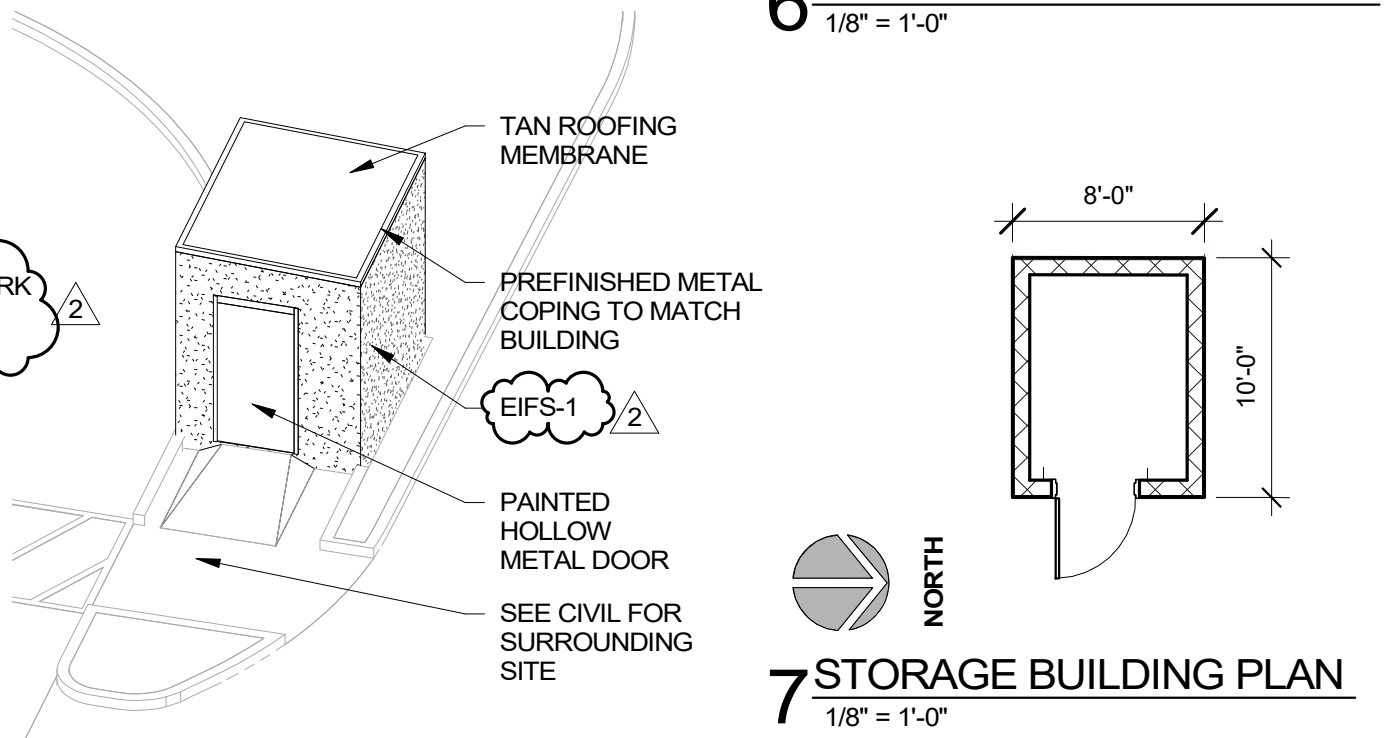 6
1/8" = 1'-0"
TAN ROOFING
MEMBRANE
PREFINISHED METAL
COPING TO MATCH
BUILDING
RK
2
EIFS-1
2
PAINTED
HOLLOW
METAL DOOR
SEE CIVIL FOR
SURROUNDING
SITE
8'-0"
10'-0"
NORTH
7 STORAGE BUILDING PLAN
1/8" = 1'-0"